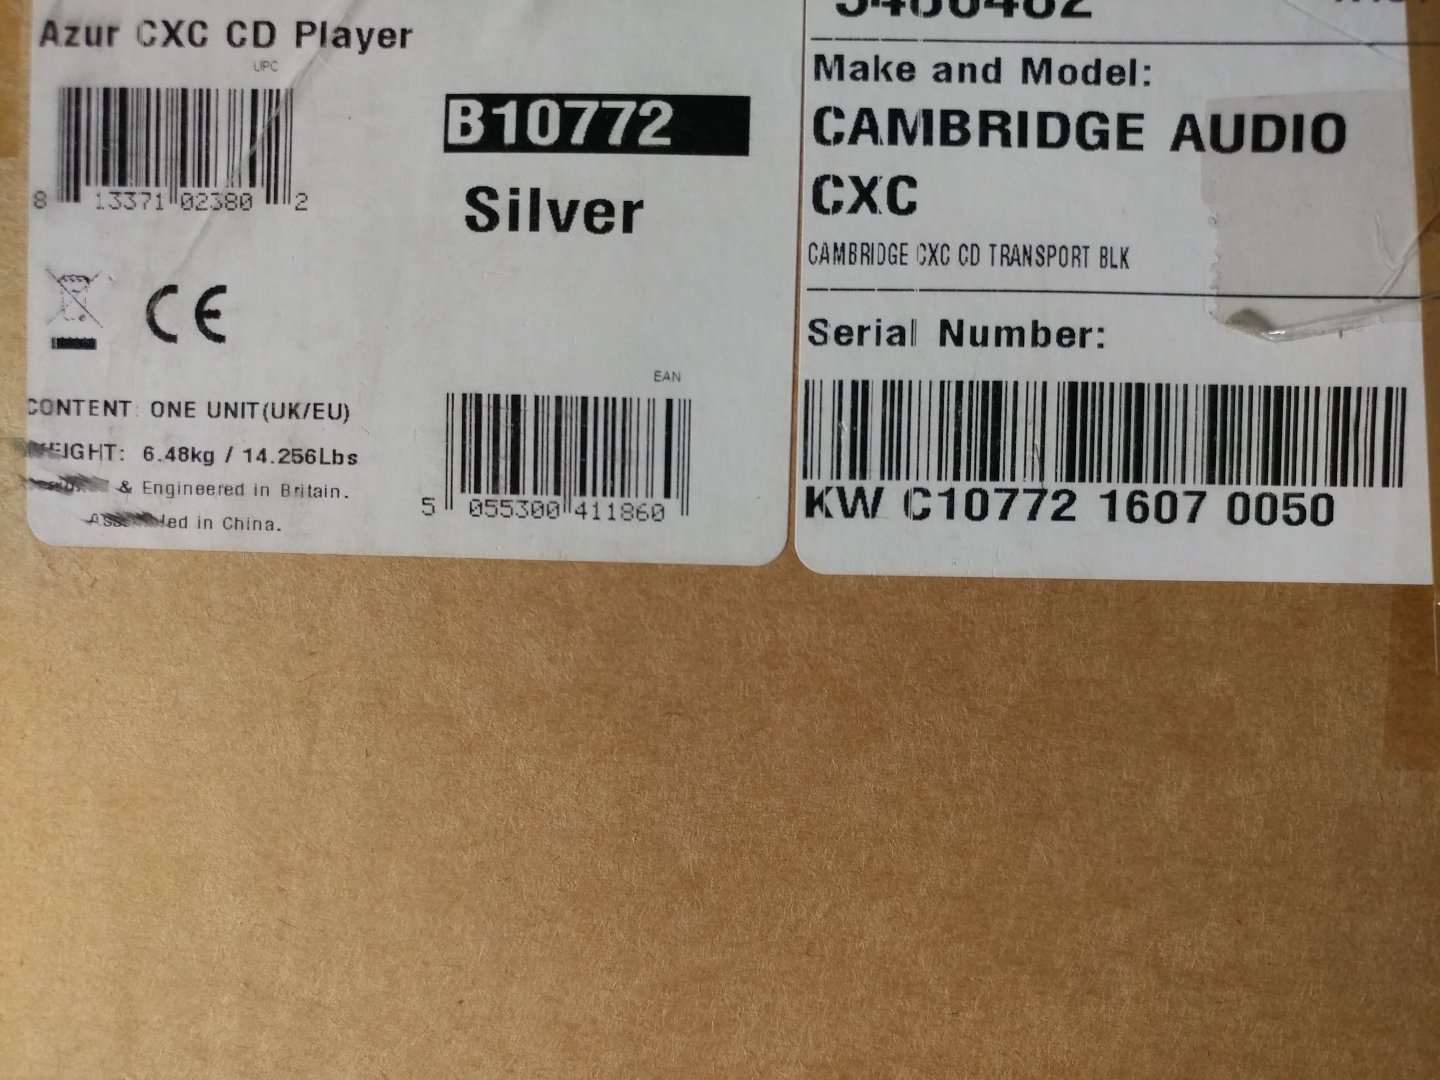 Azur CXC CD Player
UPC
8 13371 02380 2
B10772
Silver
CE
CONTENT: ONE UNIT(UK/EU)
WEIGHT: 6.48kg / 14.256Lbs
& Engineered in Britain.
Assembled in China.
EAN
5 055300 411860
Make and Model:
CAMBRIDGE AUDIO
CXC
CAMBRIDGE CXC CD TRANSPORT BLK
Serial Number:
KW C10772 1607 0050